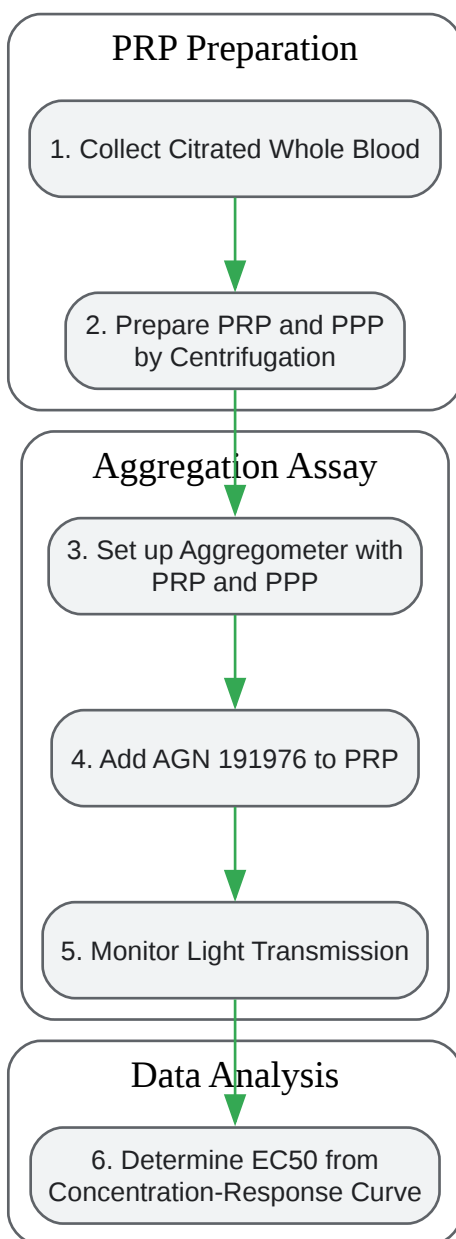 PRP Preparation
1. Collect Citrated Whole Blood
2. Prepare PRP and PPP
by Centrifugation
Aggregation Assay
3. Set up Aggregometer with
PRP and PPP
4. Add AGN 191976 to PRP
5. Monitor Light Transmission
Data Analysis
6. Determine EC50 from
Concentration-Response Curve